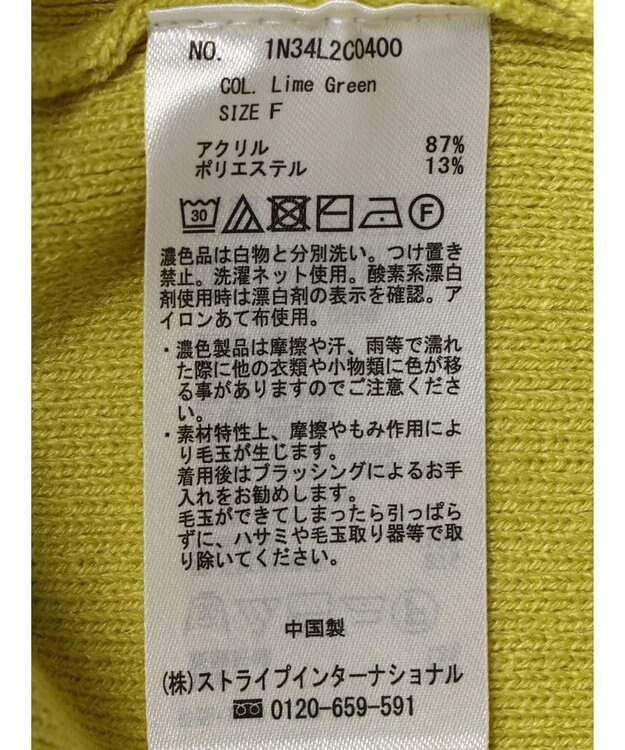 NO. 1N34L2C0400
COL. Lime Green
SIZE F
アクリル 87%
ポリエステル 13%
30
F
濃色品は白物と分別洗い。つけ置き
禁止。洗濯ネット使用。酸素系漂白
剤使用時は漂白剤の表示を確認。ア
イロンあて布使用。
・濃色製品は摩擦や汗、雨等で濡れ
た際に他の衣類や小物類に色が移
る事がありますのでご注意くださ
い。
・素材特性上、摩擦やもみ作用によ
り毛玉が生じます。
着用後はブラッシングによるお手
入れをお勧めします。
毛玉ができてしまったら引っぱら
ずに、ハサミや毛玉取り器等で取
り除いてください。
中国製
(株)ストライプインターナショナル
0120-659-591